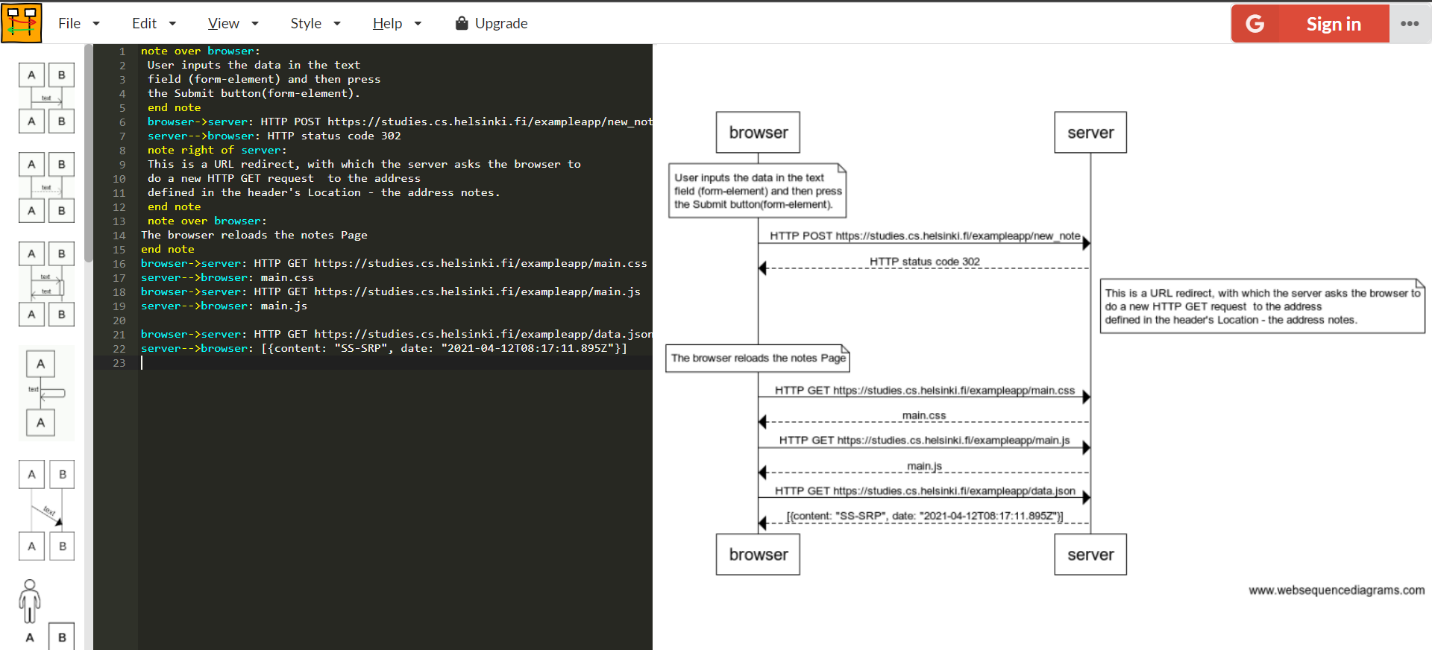 File Edit View Style Help Upgrade Sign in
A B
text
A B
A B
text
A B
A B
text
text
A B
A
text
A
A B
text
A B
A B
1 note over browser:
2 User inputs the data in the text
3 field (form-element) and then press
4 the Submit button(form-element).
5 end note
6 browser->server: HTTP POST https://studies.cs.helsinki.fi/exampleapp/new_not
7 server-->browser: HTTP status code 302
8 note right of server:
9 This is a URL redirect, with which the server asks the browser to
10 do a new HTTP GET request  to the address
11 defined in the header's Location - the address notes.
12 end note
13 note over browser:
14 The browser reloads the notes Page
15 end note
16 browser->server: HTTP GET https://studies.cs.helsinki.fi/exampleapp/main.css
17 server-->browser: main.css
18 browser->server: HTTP GET https://studies.cs.helsinki.fi/exampleapp/main.js
19 server-->browser: main.js
20
21 browser->server: HTTP GET https://studies.cs.helsinki.fi/exampleapp/data.json
22 server-->browser: [{content: "SS-SRP", date: "2021-04-12T08:17:11.895Z"}]
23
browser server
User inputs the data in the text
field (form-element) and then press
the Submit button(form-element).
HTTP POST https://studies.cs.helsinki.fi/exampleapp/new_note
HTTP status code 302
This is a URL redirect, with which the server asks the browser to
do a new HTTP GET request  to the address
defined in the header's Location - the address notes.
The browser reloads the notes Page
HTTP GET https://studies.cs.helsinki.fi/exampleapp/main.css
main.css
HTTP GET https://studies.cs.helsinki.fi/exampleapp/main.js
main.js
HTTP GET https://studies.cs.helsinki.fi/exampleapp/data.json
[{content: "SS-SRP", date: "2021-04-12T08:17:11.895Z"}]
browser server
www.websequencediagrams.com